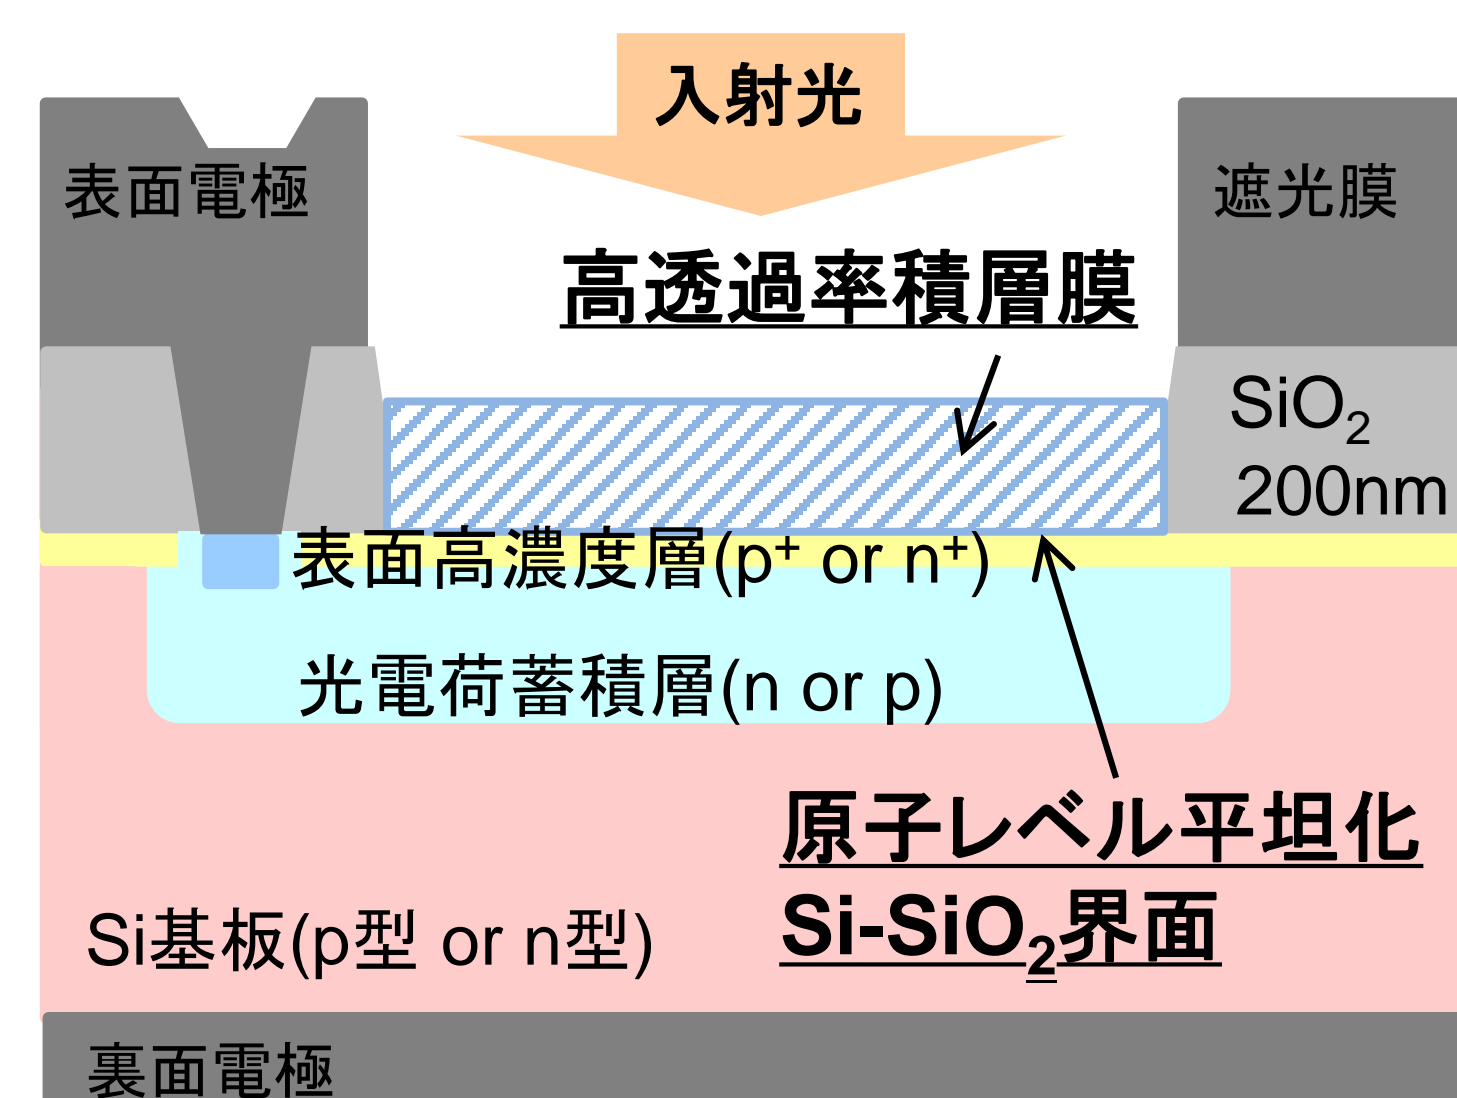 入射光
表面電極
遮光膜
高透過率積層膜
SiO₂
200nm
表面高濃度層(p⁺ or n⁺)
光電荷蓄積層(n or p)
原子レベル平坦化
Si-SiO₂界面
Si基板(p型 or n型)
裏面電極